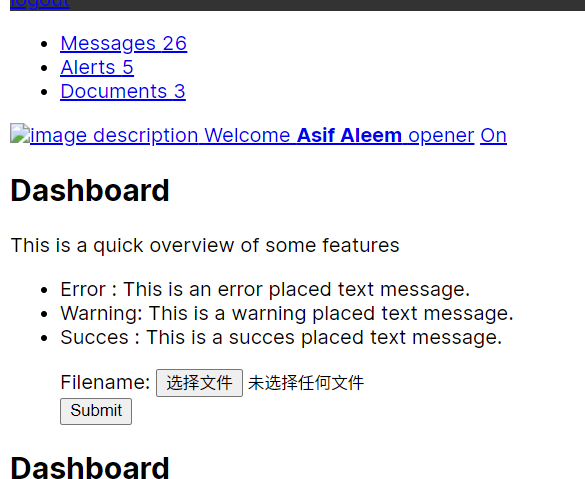 logout
Messages 26
Alerts 5
Documents 3
image description Welcome Asif Aleem opener On
Dashboard
This is a quick overview of some features
Error : This is an error placed text message.
Warning: This is a warning placed text message.
Succes : This is a succes placed text message.
Filename: 选择文件 未选择任何文件
Submit
Dashboard